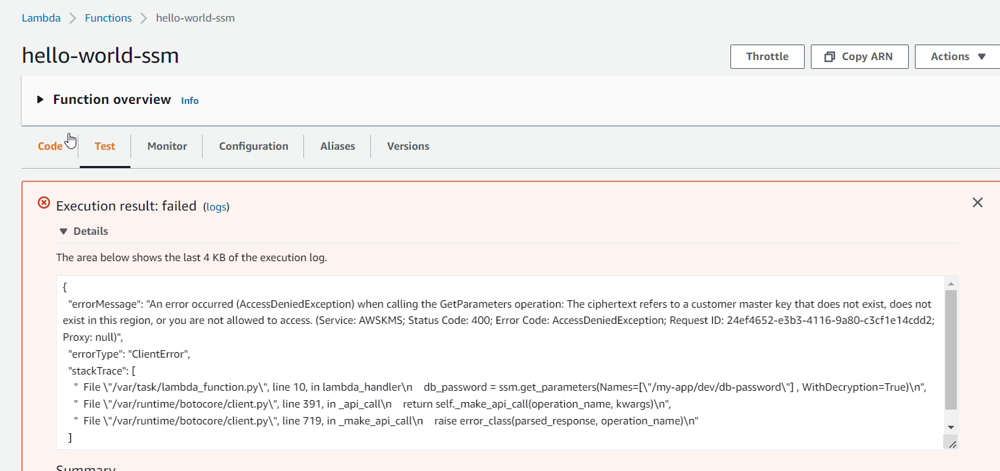 Lambda > Functions > hello-world-ssm
hello-world-ssm
Throttle Copy ARN Actions
Function overview Info
Code Test Monitor Configuration Aliases Versions
Execution result: failed (logs)
Details
The area below shows the last 4 KB of the execution log.
{
"errorMessage": "An error occurred (AccessDeniedException) when calling the GetParameters operation: The ciphertext refers to a customer master key that does not exist, does not
exist in this region, or you are not allowed to access. (Service: AWSKMS; Status Code: 400; Error Code: AccessDeniedException; Request ID: 24ef4652-e3b3-4116-9a80-c3cf1e14cdd2;
Proxy: null)",
"errorType": "ClientError",
"stackTrace": [
" File \"/var/task/lambda_function.py\", line 10, in lambda_handler\n db_password = ssm.get_parameters(Names=[\"/my-app/dev/db-password\"] , WithDecryption=True)\n",
" File \"/var/runtime/botocore/client.py\", line 391, in _api_call\n return self._make_api_call(operation_name, kwargs)\n",
" File \"/var/runtime/botocore/client.py\", line 719, in _make_api_call\n raise error_class(parsed_response, operation_name)\n"
]
Summary